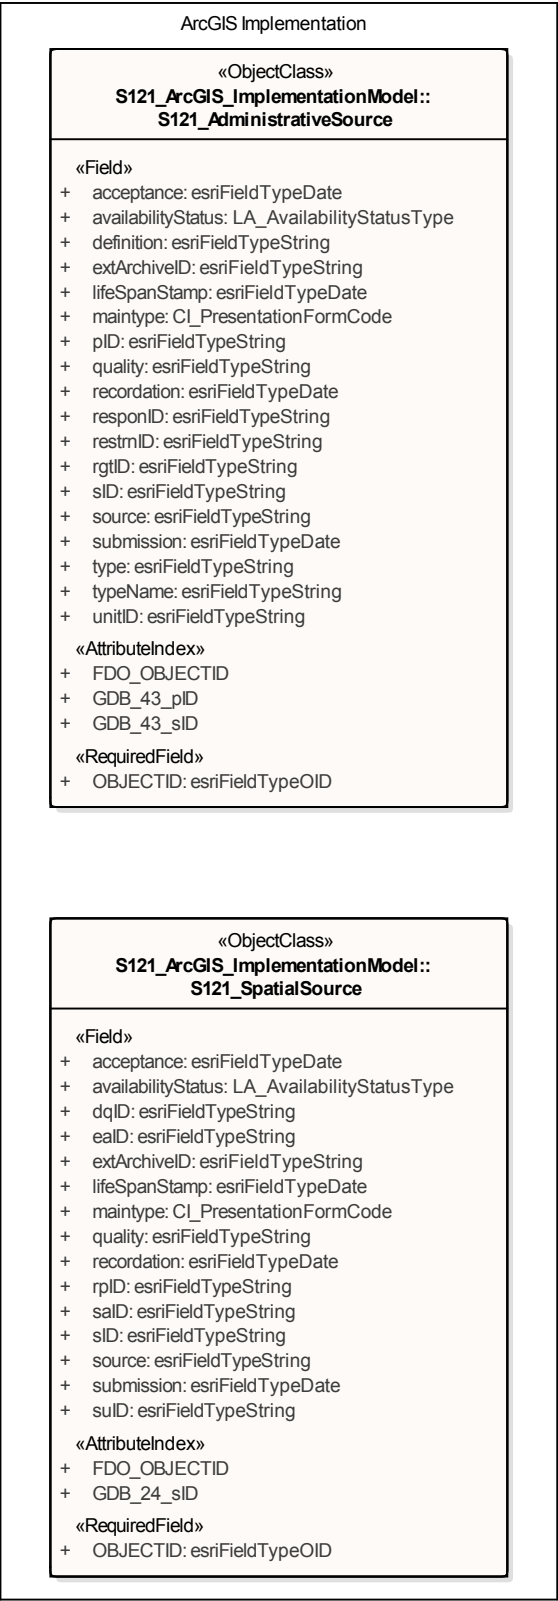 ArcGIS Implementation
«ObjectClass»
S121_ArcGIS_ImplementationModel::
S121_AdministrativeSource
«Field»
+ acceptance: esriFieldTypeDate
+ availabilityStatus: LA_AvailabilityStatusType
+ definition: esriFieldTypeString
+ extArchiveID: esriFieldTypeString
+ lifeSpanStamp: esriFieldTypeDate
+ maintype: CI_PresentationFormCode
+ pID: esriFieldTypeString
+ quality: esriFieldTypeString
+ recordation: esriFieldTypeDate
+ responID: esriFieldTypeString
+ restrnID: esriFieldTypeString
+ rgtID: esriFieldTypeString
+ sID: esriFieldTypeString
+ source: esriFieldTypeString
+ submission: esriFieldTypeDate
+ type: esriFieldTypeString
+ typeName: esriFieldTypeString
+ unitID: esriFieldTypeString
«AttributeIndex»
+ FDO_OBJECTID
+ GDB_43_pID
+ GDB_43_sID
«RequiredField»
+ OBJECTID: esriFieldTypeOID
«ObjectClass»
S121_ArcGIS_ImplementationModel::
S121_SpatialSource
«Field»
+ acceptance: esriFieldTypeDate
+ availabilityStatus: LA_AvailabilityStatusType
+ dqID: esriFieldTypeString
+ eaID: esriFieldTypeString
+ extArchiveID: esriFieldTypeString
+ lifeSpanStamp: esriFieldTypeDate
+ maintype: CI_PresentationFormCode
+ quality: esriFieldTypeString
+ recordation: esriFieldTypeDate
+ rpID: esriFieldTypeString
+ saID: esriFieldTypeString
+ sID: esriFieldTypeString
+ source: esriFieldTypeString
+ submission: esriFieldTypeDate
+ suID: esriFieldTypeString
«AttributeIndex»
+ FDO_OBJECTID
+ GDB_24_sID
«RequiredField»
+ OBJECTID: esriFieldTypeOID